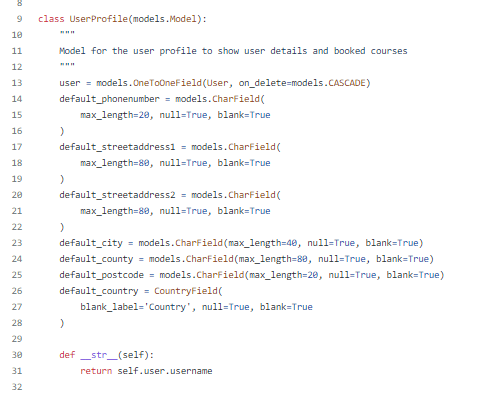 8
9 class UserProfile(models.Model):
10     """
11     Model for the user profile to show user details and booked courses
12     """
13     user = models.OneToOneField(User, on_delete=models.CASCADE)
14     default_phonenumber = models.CharField(
15         max_length=20, null=True, blank=True
16     )
17     default_streetaddress1 = models.CharField(
18         max_length=80, null=True, blank=True
19     )
20     default_streetaddress2 = models.CharField(
21         max_length=80, null=True, blank=True
22     )
23     default_city = models.CharField(max_length=40, null=True, blank=True)
24     default_county = models.CharField(max_length=80, null=True, blank=True)
25     default_postcode = models.CharField(max_length=20, null=True, blank=True)
26     default_country = CountryField(
27         blank_label='Country', null=True, blank=True
28     )
29
30     def __str__(self):
31         return self.user.username
32